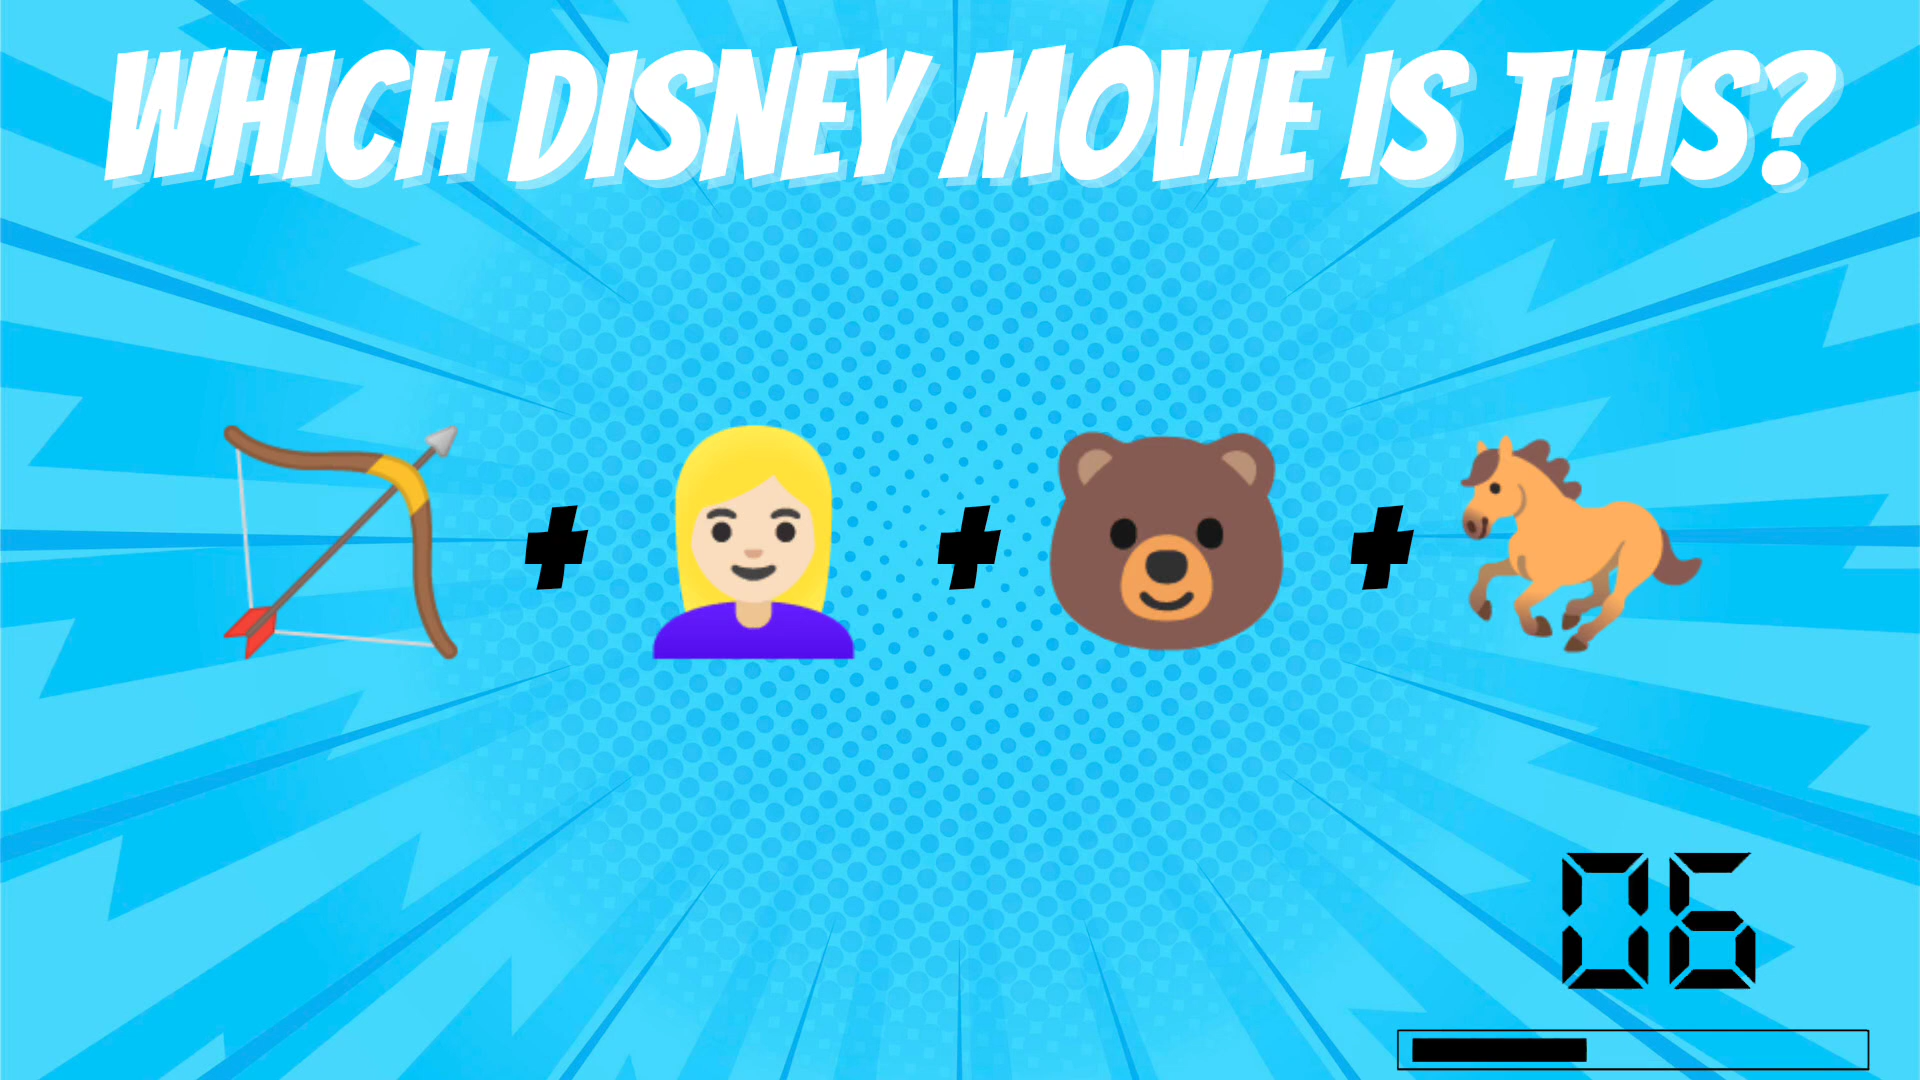 WHICH DISNEY MOVIE IS THIS?
+ + +
06